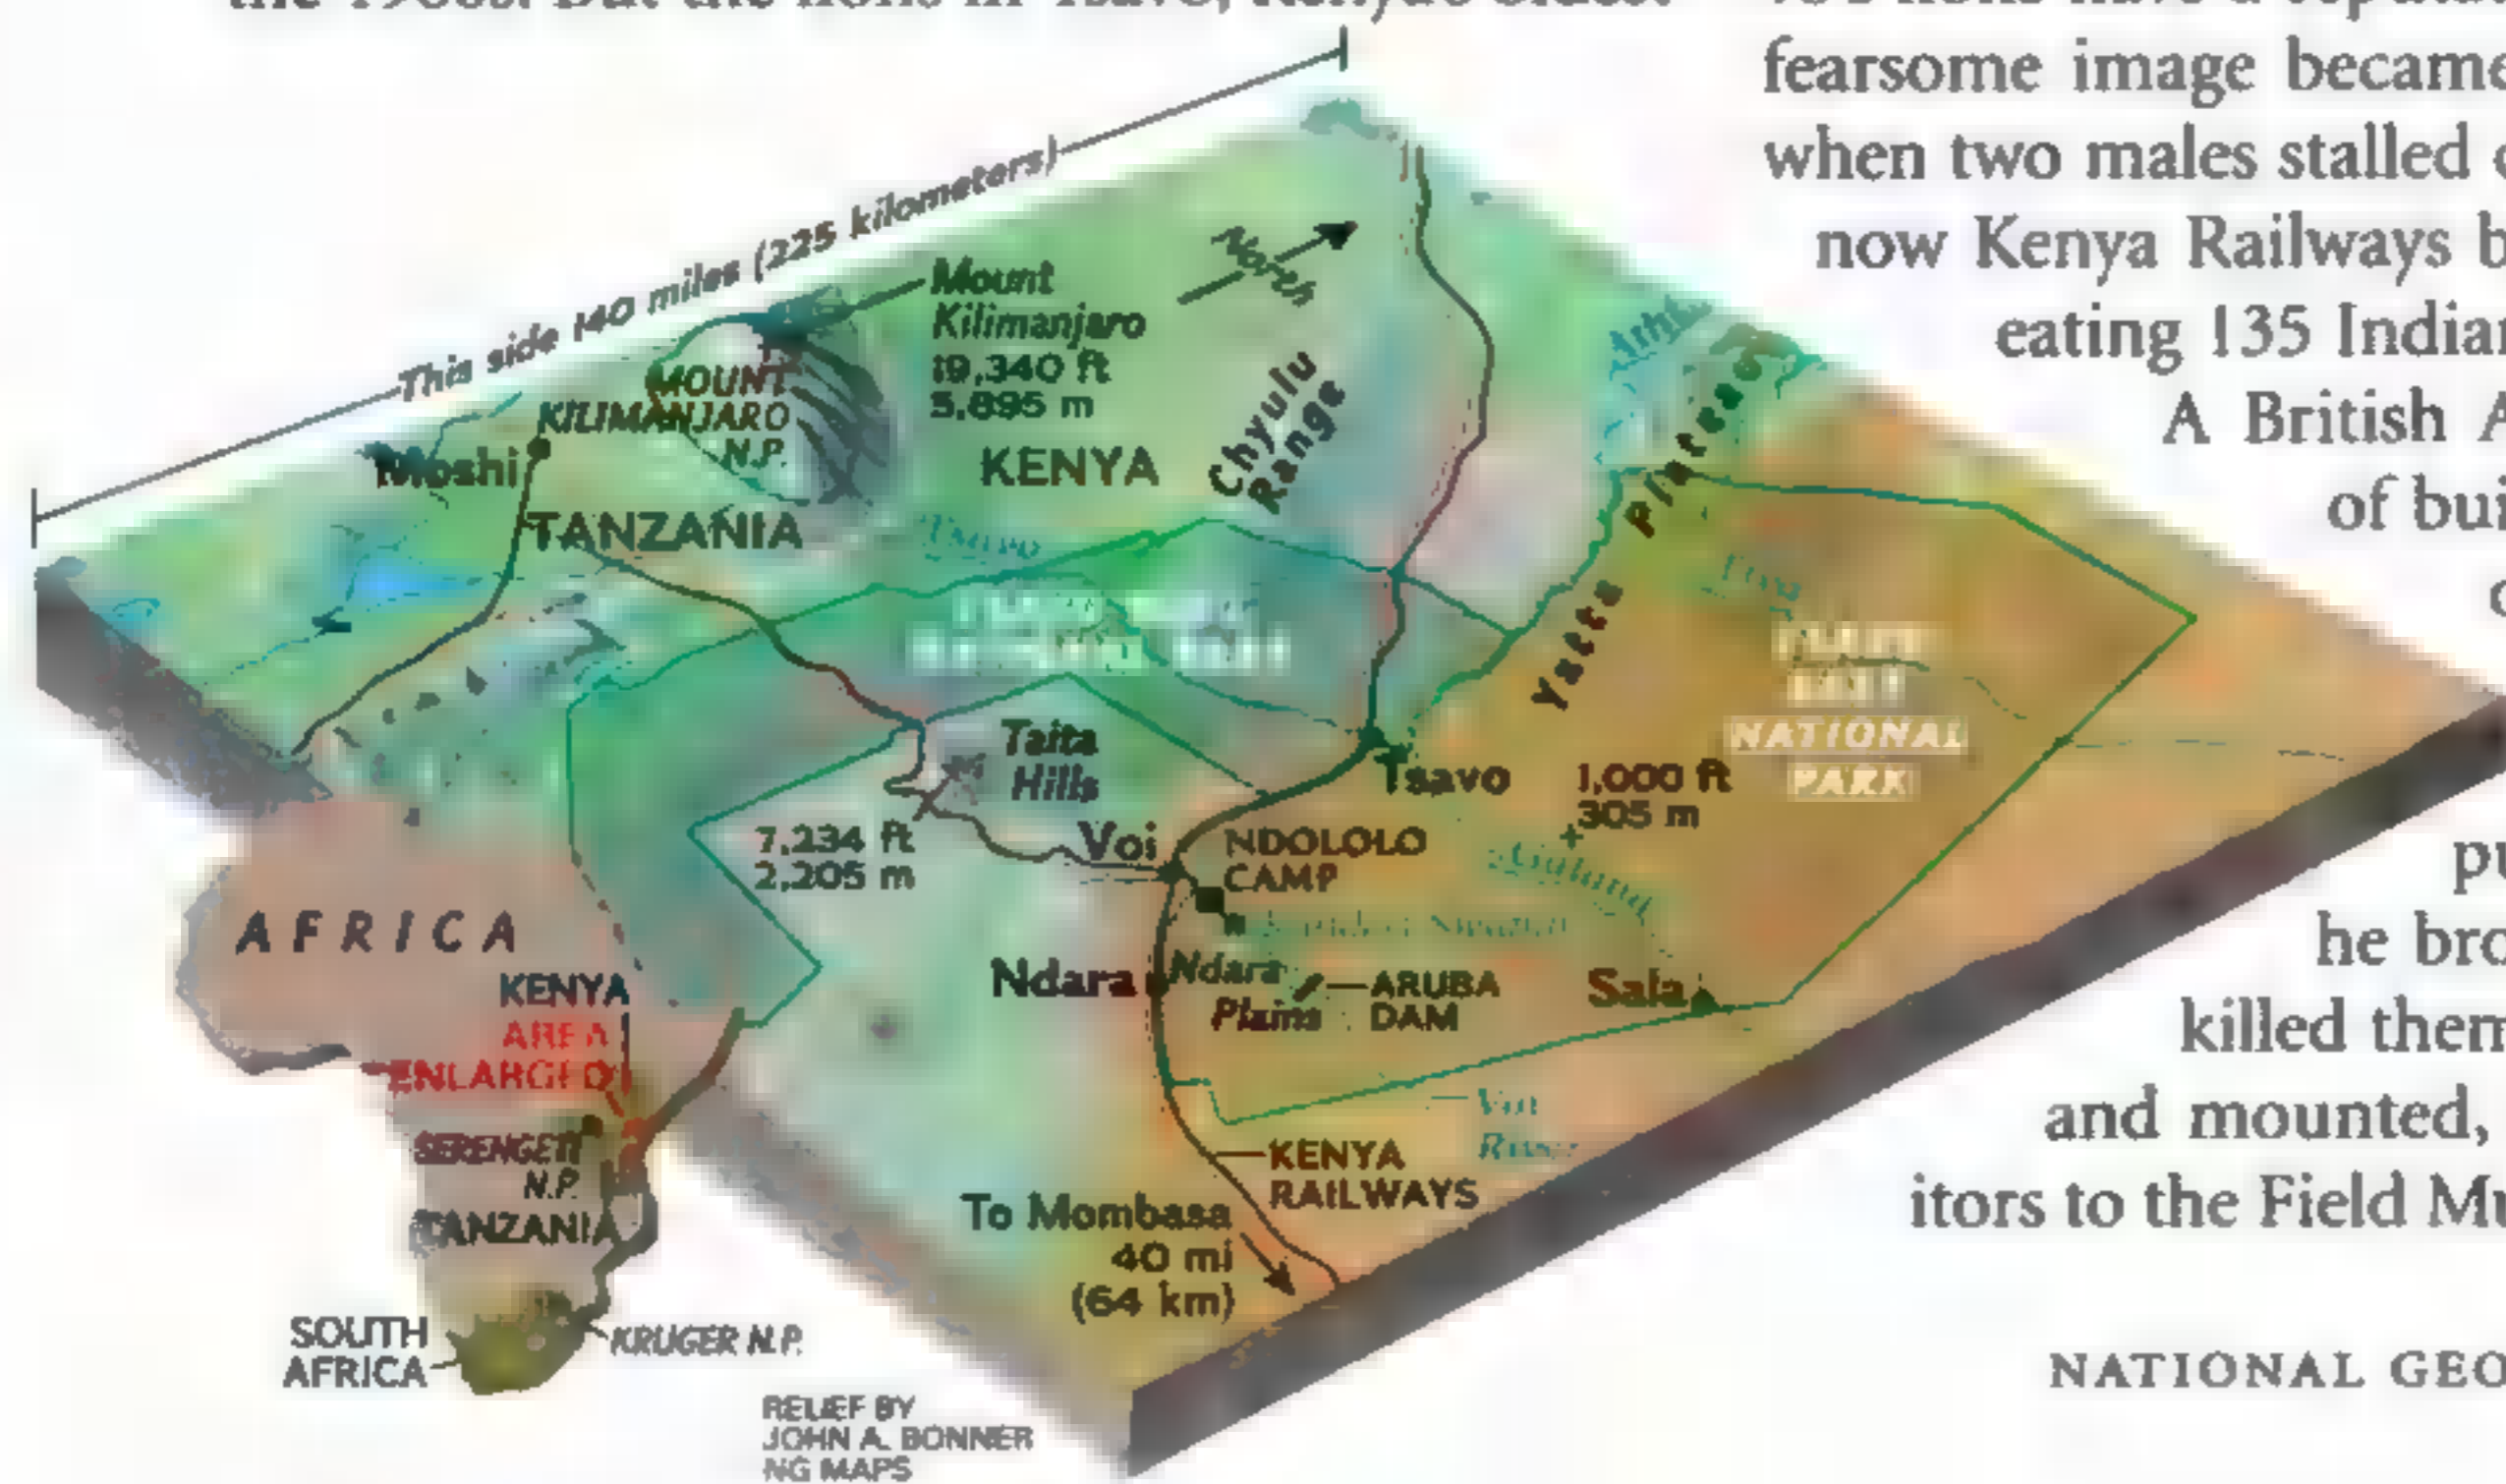 fearsome image became
when two males stalled
now Kenya Railways b
eating 135 Indian
A British A
of bui
pu
he bro
killed them
and mounted,
itors to the Field Mu
NATIONAL GEO
This side 140 miles (225 kilometers)
North
Mount
Kilimanjaro
19,340 ft
5,895 m
MOUNT
KILIMANJARO
N.P.
Moshi
KENYA
TANZANIA
Chyulu
Range
Yatta Plateau
Taita
Hills
7,234 ft
2,205 m
Tsavo
1,000 ft
305 m
NATIONAL
PARK
Voi
NDOLOLO
CAMP
Ndara
Ndara
Plains
ARUBA
DAM
Sala
Voi
River
KENYA
RAILWAYS
To Mombasa
40 mi
(64 km)
AFRICA
KENYA
AREA
ENLARGED
SERENGETI
N.P.
TANZANIA
SOUTH
AFRICA
KRUGER N.P.
RELIEF BY
JOHN A. BONNER
NG MAPS